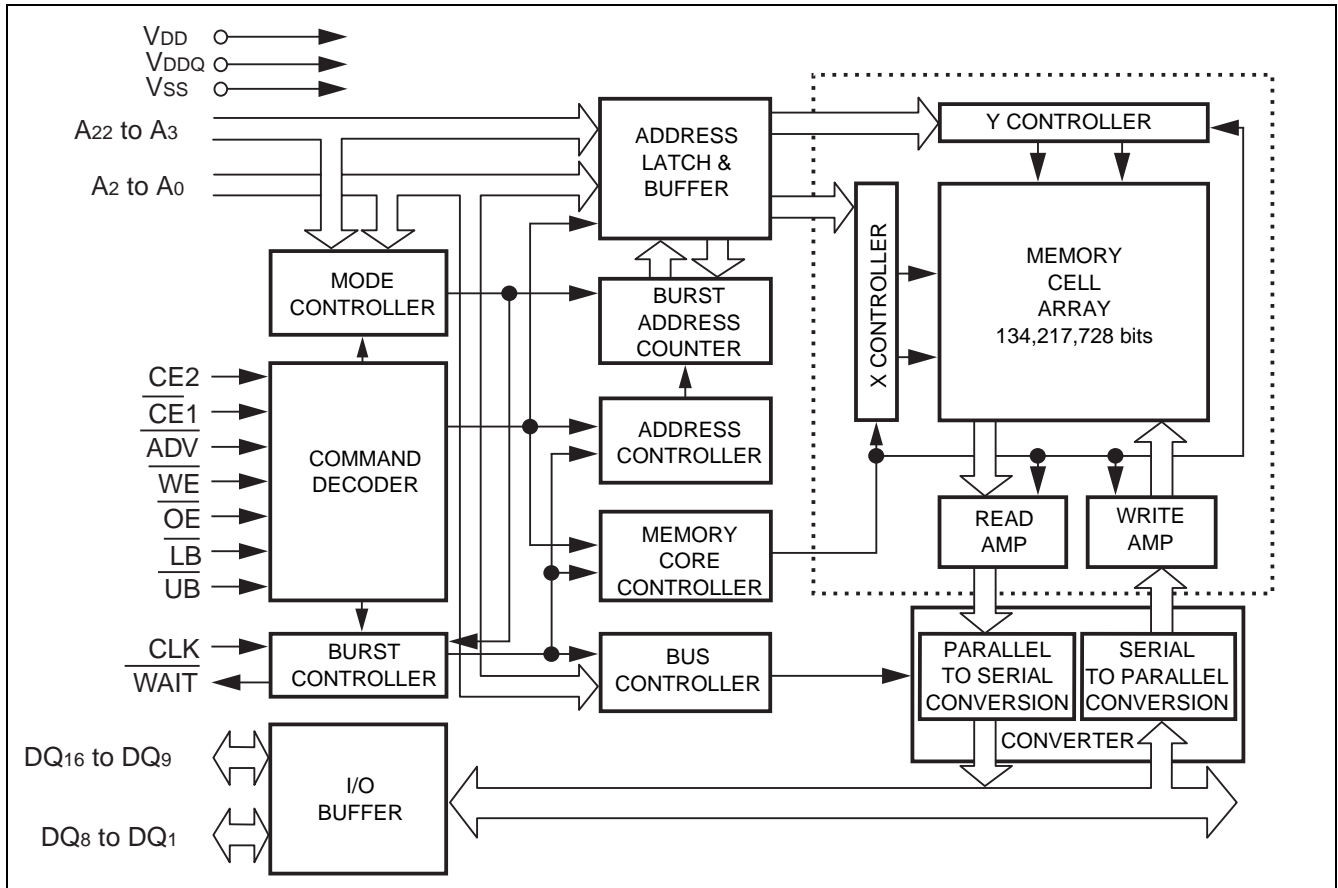 VDD
VDDQ
VSS
A22 to A3
A2 to A0
ADDRESS
LATCH &
BUFFER
Y CONTROLLER
X CONTROLLER
MEMORY
CELL
ARRAY
134,217,728 bits
MODE
CONTROLLER
BURST
ADDRESS
COUNTER
CE2
CE1
ADV
WE
OE
LB
UB
COMMAND
DECODER
ADDRESS
CONTROLLER
MEMORY
CORE
CONTROLLER
READ
AMP
WRITE
AMP
CLK
WAIT
BURST
CONTROLLER
BUS
CONTROLLER
PARALLEL
TO SERIAL
CONVERSION
SERIAL
TO PARALLEL
CONVERSION
CONVERTER
DQ16 to DQ9
DQ8 to DQ1
I/O
BUFFER